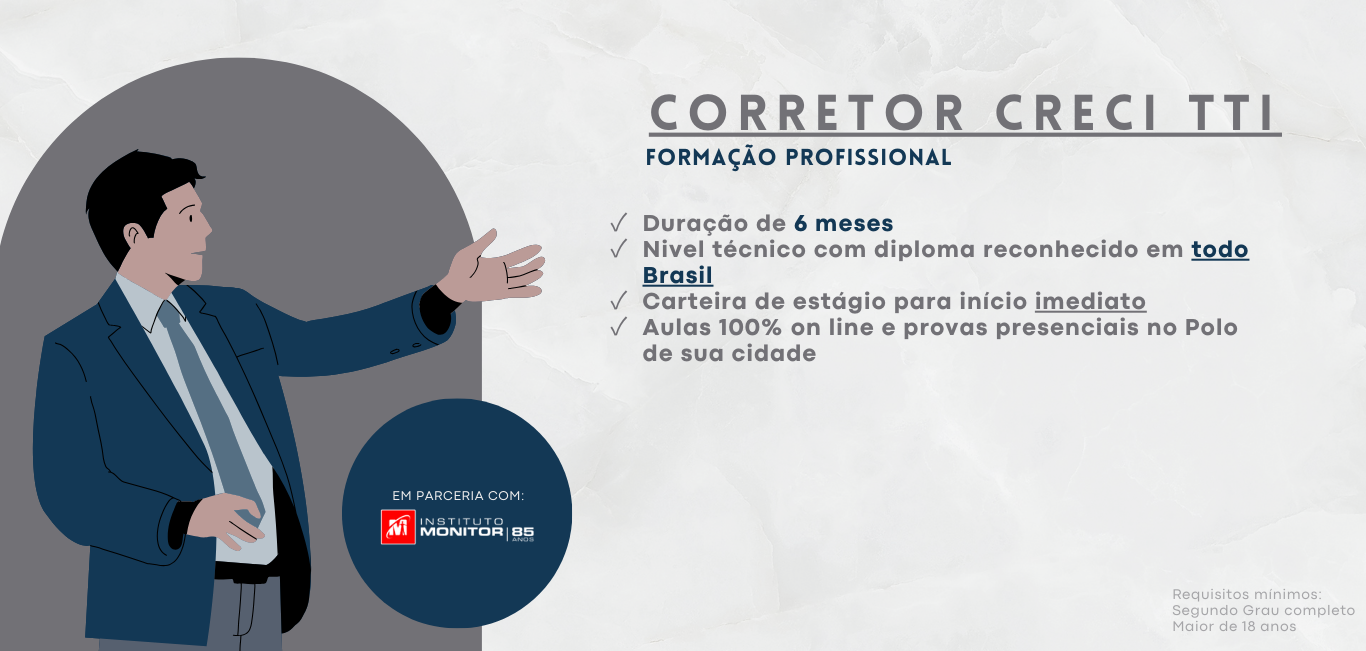 CORRETOR CRECI TTI
FORMAÇÃO PROFISSIONAL
✓ Duração de 6 meses
✓ Nivel técnico com diploma reconhecido em todo
Brasil
✓ Carteira de estágio para início imediato
✓ Aulas 100% on line e provas presenciais no Polo
de sua cidade
EM PARCERIA COM:
INSTITUTO
MONITOR 85
ANOS
Requisitos mínimos:
Segundo Grau completo
Maior de 18 anos